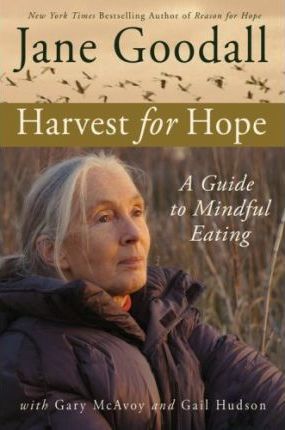 New York Times Bestselling Author of Reason for Hope
Jane Goodall
Harvest for Hope
A Guide
to Mindful
Eating
with Gary McAvoy and Gail Hudson